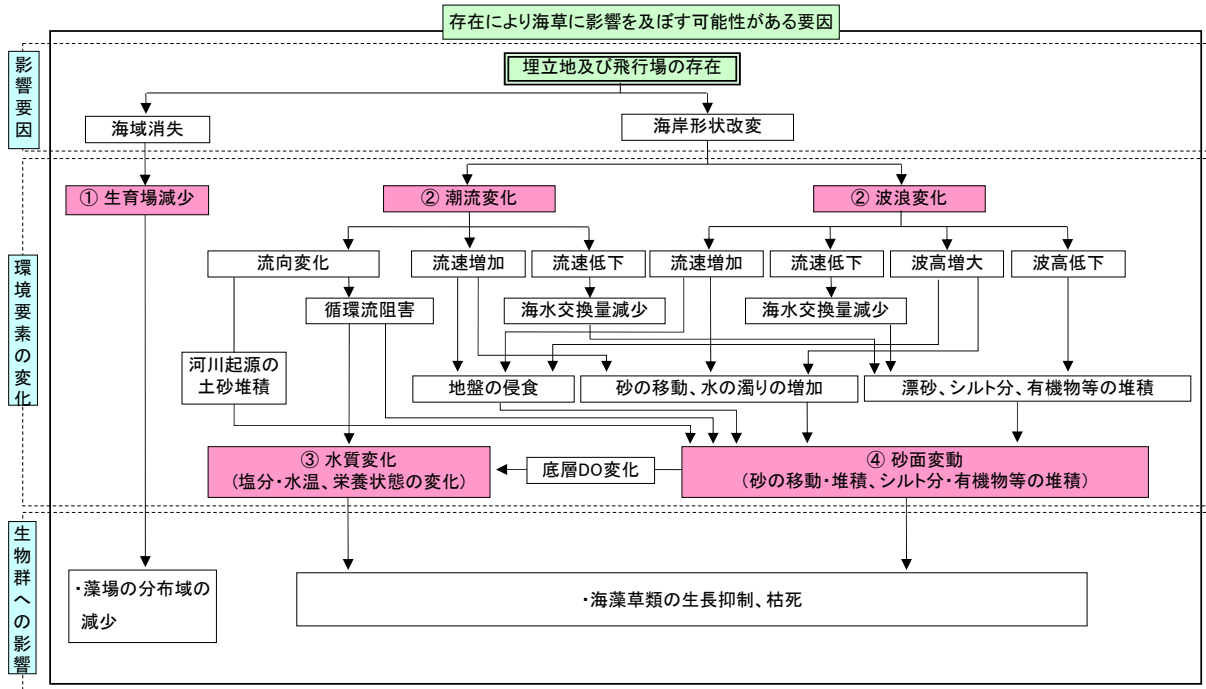 存在により海草に影響を及ぼす可能性がある要因
影響要因
埋立地及び飛行場の存在
海域消失
海岸形状改変
環境要素の変化
① 生育場減少
② 潮流変化
② 波浪変化
流向変化
流速増加
流速低下
流速増加
流速低下
波高増大
波高低下
循環流阻害
海水交換量減少
海水交換量減少
河川起源の
土砂堆積
地盤の侵食
砂の移動、水の濁りの増加
漂砂、シルト分、有機物等の堆積
③ 水質変化
(塩分・水温、栄養状態の変化)
底層DO変化
④ 砂面変動
(砂の移動・堆積、シルト分・有機物等の堆積)
生物群への影響
・藻場の分布域の
減少
・海藻草類の生長抑制、枯死